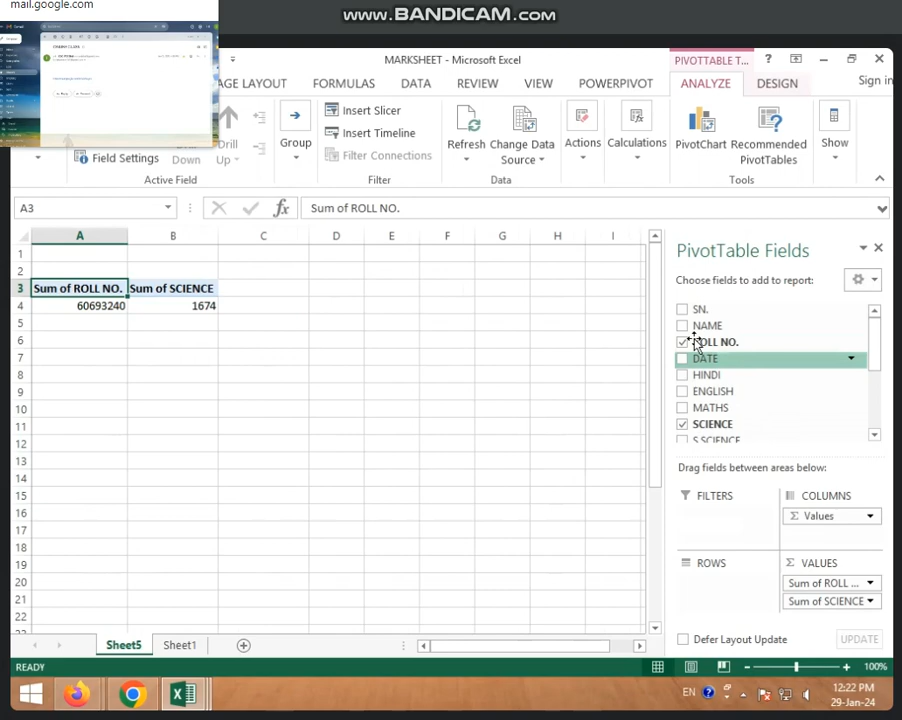 mail.google.com
WWW.BANDICAM.COM
MARKSHEET - Microsoft Excel
PIVOTTABLE T...
AGE LAYOUT FORMULAS DATA REVIEW VIEW POWERPIVOT ANALYZE DESIGN Sign in
Field Settings
Drill
Down
Up
Active Field
Group
Insert Slicer
Insert Timeline
Filter Connections
Filter
Refresh
Change Data
Source
Data
Actions
Calculations
PivotChart
Recommended
PivotTables
Tools
Show
A3
fx
Sum of ROLL NO.
A B C D E F G H I
1
2
3 Sum of ROLL NO. Sum of SCIENCE
4 60693240 1674
5
6
7
8
9
10
11
12
13
14
15
16
17
18
19
20
21
22
PivotTable Fields
Choose fields to add to report:
SN.
NAME
ROLL NO.
DATE
HINDI
ENGLISH
MATHS
SCIENCE
S.SCIENCE
Drag fields between areas below:
FILTERS
COLUMNS
Σ Values
ROWS
Σ VALUES
Sum of ROLL ...
Sum of SCIENCE
Defer Layout Update
UPDATE
Sheet5 Sheet1
READY
100%
EN
12:22 PM
29-Jan-24